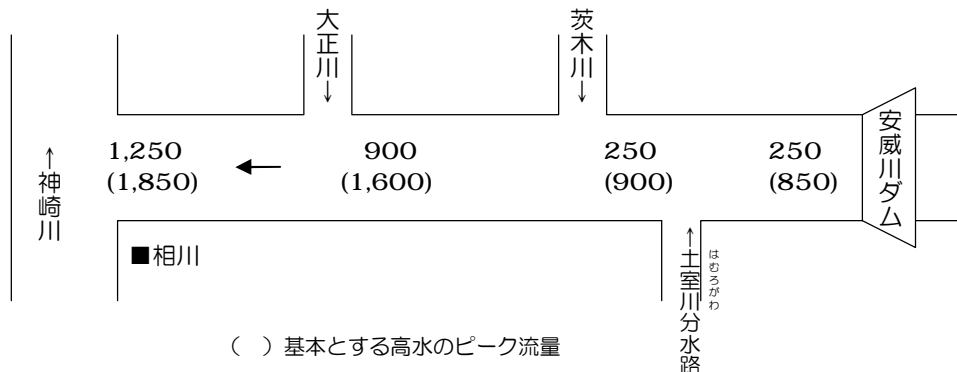 大正川↓
茨木川↓
安威川ダム
1,250
(1,850)
←
900
(1,600)
250
(900)
250
(850)
↑神崎川
■相川
↑土室川分水路
はむろがわ
（　）基本とする高水のピーク流量